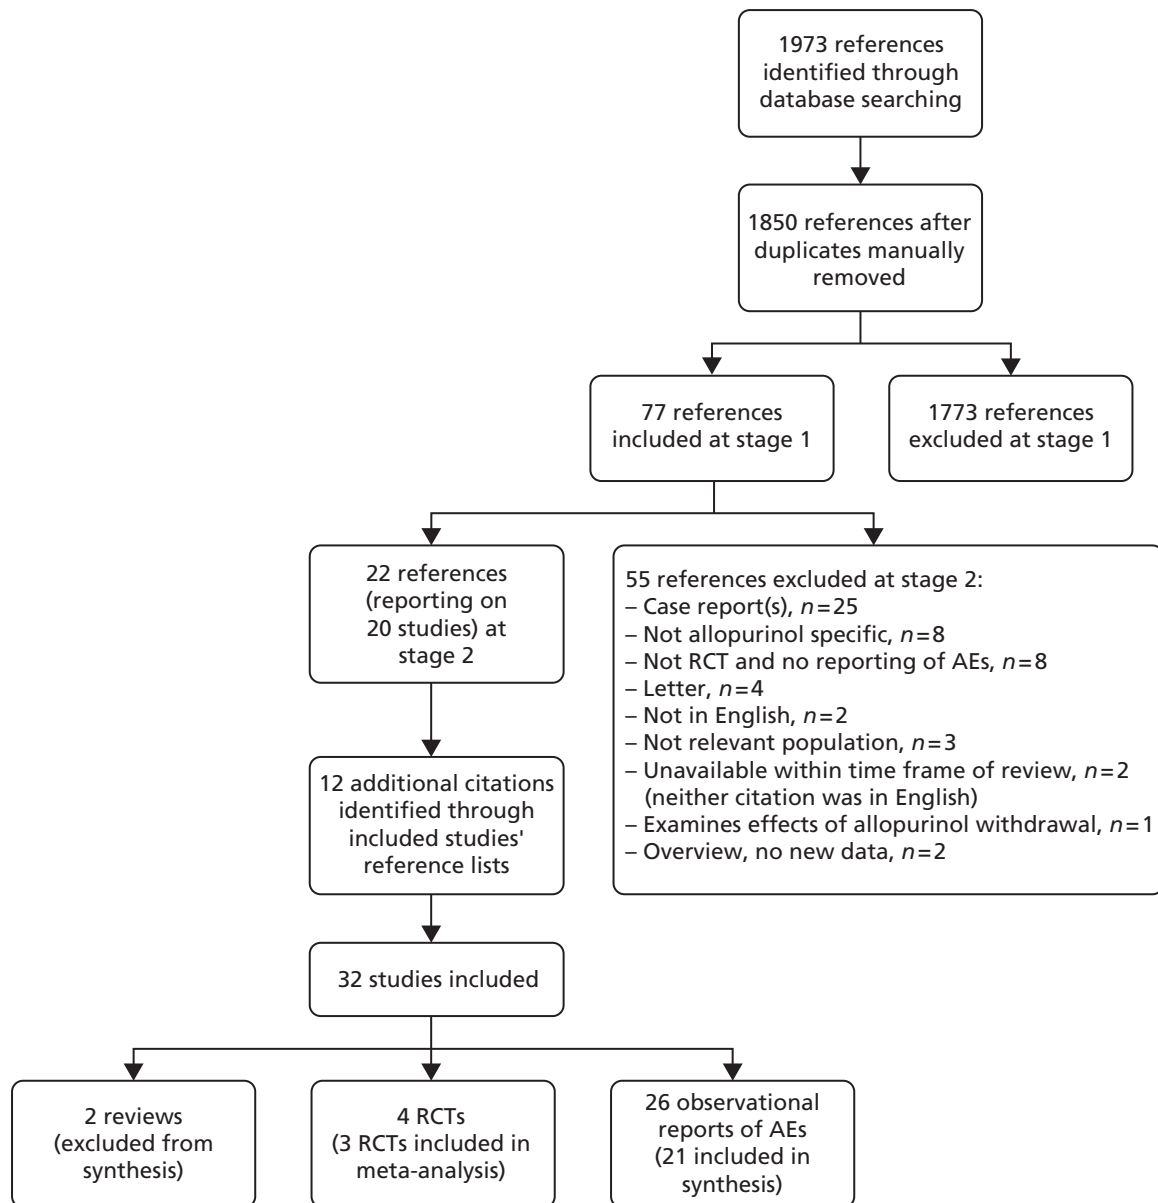 1973 references
identified through
database searching
1850 references after
duplicates manually
removed
77 references
included at stage 1
1773 references
excluded at stage 1
22 references
(reporting on
20 studies) at
stage 2
55 references excluded at stage 2:
– Case report(s), n=25
– Not allopurinol specific, n=8
– Not RCT and no reporting of AEs, n=8
– Letter, n=4
– Not in English, n=2
– Not relevant population, n=3
– Unavailable within time frame of review, n=2
(neither citation was in English)
– Examines effects of allopurinol withdrawal, n=1
– Overview, no new data, n=2
12 additional citations
identified through
included studies'
reference lists
32 studies included
2 reviews
(excluded from
synthesis)
4 RCTs
(3 RCTs included in
meta-analysis)
26 observational
reports of AEs
(21 included in
synthesis)